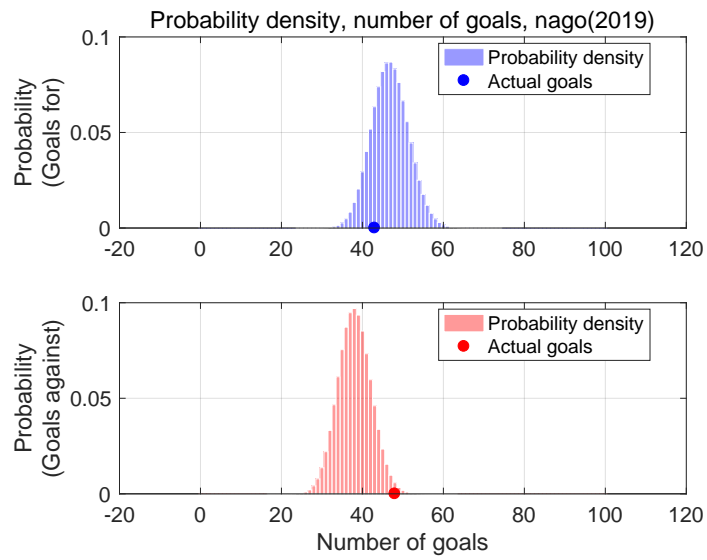 Probability density, number of goals, nago(2019)
0.1
0.05
0
Probability
(Goals for)
Probability density
Actual goals
-20 0 20 40 60 80 100 120
0.1
0.05
0
Probability
(Goals against)
Probability density
Actual goals
-20 0 20 40 60 80 100 120
Number of goals